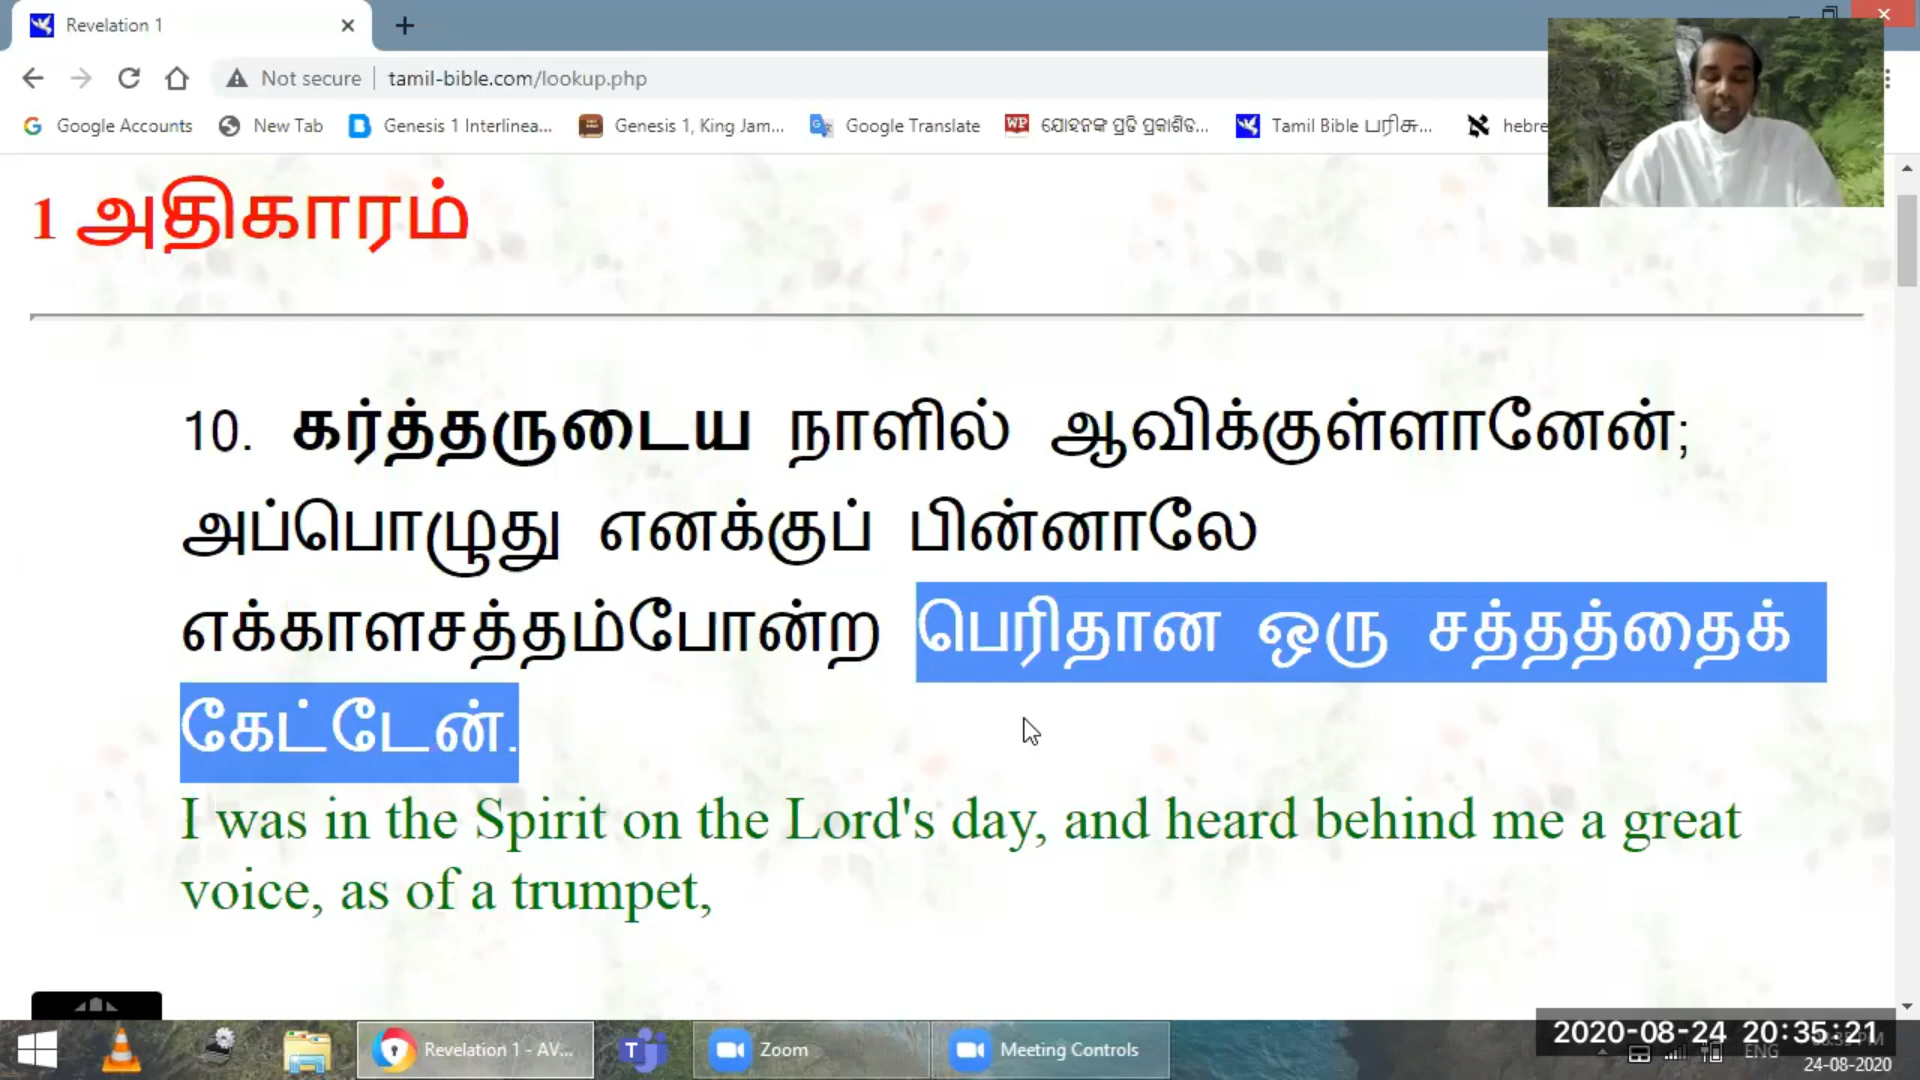 Revelation 1
Not secure tamil-bible.com/lookup.php
Google Accounts New Tab Genesis 1 Interlinea... Genesis 1, King Jam... Google Translate ଯୋହନଙ୍କ ପ୍ରତି ପ୍ରକାଶିତ... Tamil Bible பரிசு... hebre
1 அதிகாரம்
10. கர்த்தருடைய நாளில் ஆவிக்குள்ளானேன்;
அப்பொழுது எனக்குப் பின்னாலே
எக்காளசத்தம்போன்ற பெரிதான ஒரு சத்தத்தைக்
கேட்டேன்.
I was in the Spirit on the Lord's day, and heard behind me a great
voice, as of a trumpet,
Revelation 1 - AV... Zoom Meeting Controls
2020-08-24 20:35:21
ENG
24-08-2020